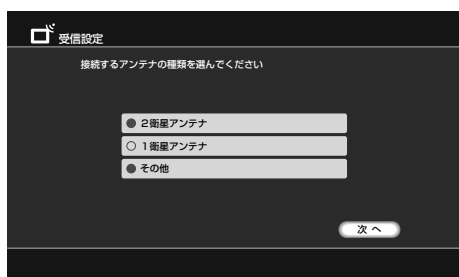 受信設定
接続するアンテナの種類を選んでください
2衛星アンテナ
1衛星アンテナ
その他
次 へ